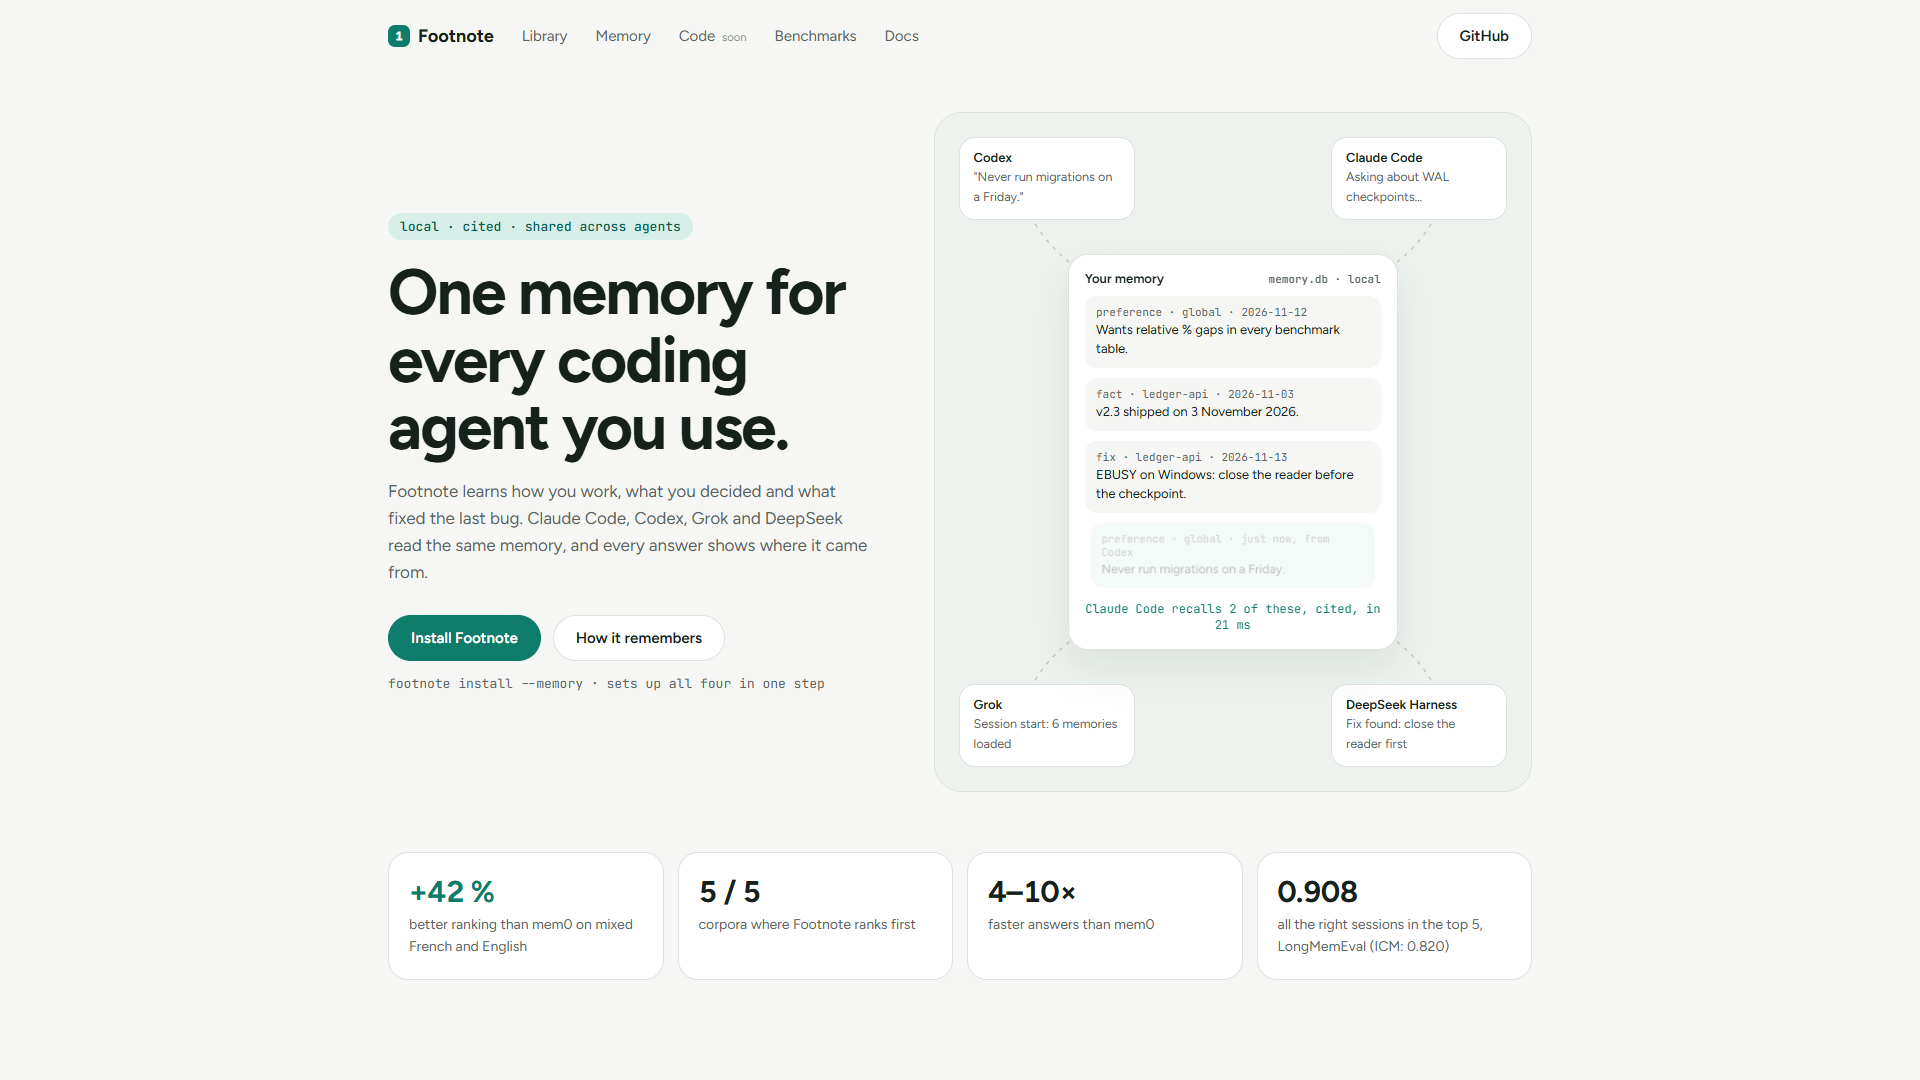 1 Footnote Library Memory Code soon Benchmarks Docs GitHub
local · cited · shared across agents
One memory for
every coding
agent you use.
Footnote learns how you work, what you decided and what
fixed the last bug. Claude Code, Codex, Grok and DeepSeek
read the same memory, and every answer shows where it came
from.
Install Footnote How it remembers
footnote install --memory · sets up all four in one step
Codex
"Never run migrations on
a Friday."
Claude Code
Asking about WAL
checkpoints...
Your memory memory.db · local
preference · global · 2026-11-12
Wants relative % gaps in every benchmark
table.
fact · ledger-api · 2026-11-03
v2.3 shipped on 3 November 2026.
fix · ledger-api · 2026-11-13
EBUSY on Windows: close the reader before
the checkpoint.
preference · global · just now, from
Codex
Never run migrations on a Friday.
Claude Code recalls 2 of these, cited, in
21 ms
Grok
Session start: 6 memories
loaded
DeepSeek Harness
Fix found: close the
reader first
+42 %
better ranking than mem0 on mixed
French and English
5 / 5
corpora where Footnote ranks first
4–10×
faster answers than mem0
0.908
all the right sessions in the top 5,
LongMemEval (ICM: 0.820)